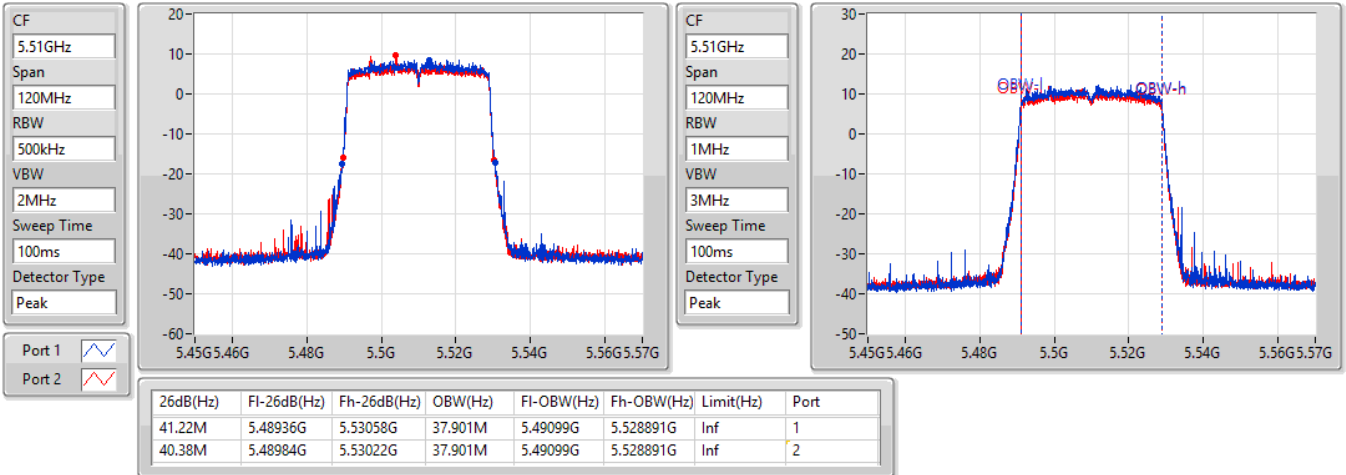 CF
5.51GHz
Span
120MHz
RBW
500kHz
VBW
2MHz
Sweep Time
100ms
Detector Type
Peak
Port 1
Port 2
20
10
0
-10
-20
-30
-40
-50
-60
5.45G 5.46G 5.48G 5.5G 5.52G 5.54G 5.56G 5.57G
CF
5.51GHz
Span
120MHz
RBW
1MHz
VBW
3MHz
Sweep Time
100ms
Detector Type
Peak
30
20
10
0
-10
-20
-30
-40
-50
OBW-l OBW-h
5.45G 5.46G 5.48G 5.5G 5.52G 5.54G 5.56G 5.57G
26dB(Hz) Fl-26dB(Hz) Fh-26dB(Hz) OBW(Hz) Fl-OBW(Hz) Fh-OBW(Hz) Limit(Hz) Port
41.22M 5.48936G 5.53058G 37.901M 5.49099G 5.528891G Inf 1
40.38M 5.48984G 5.53022G 37.901M 5.49099G 5.528891G Inf 2